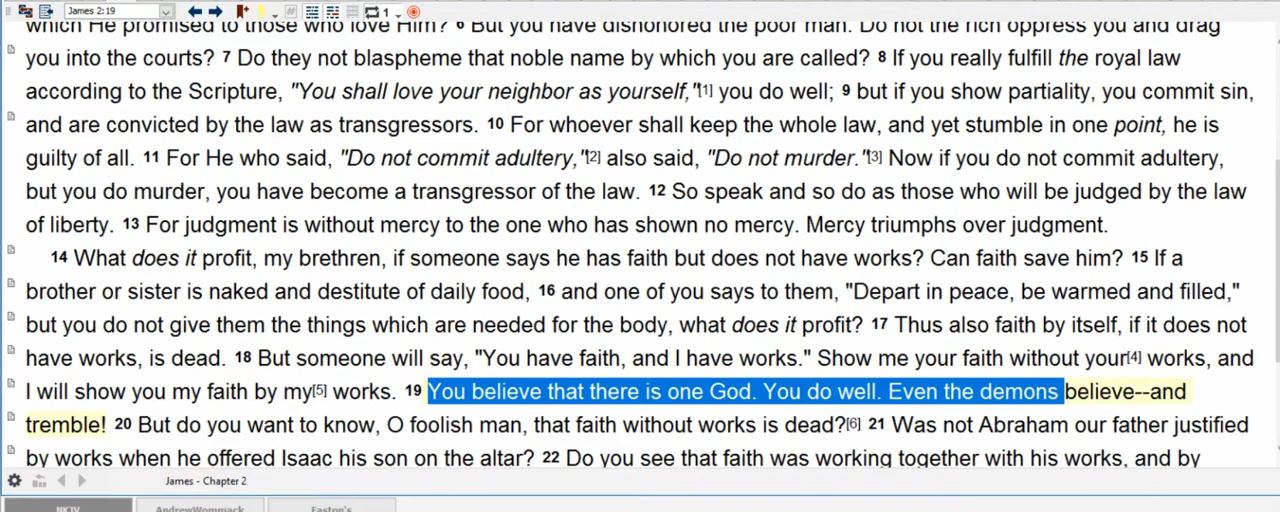 James 2:19
1
which He promised to those who love Him? 6 But you have dishonored the poor man. Do not the rich oppress you and drag
you into the courts? 7 Do they not blaspheme that noble name by which you are called? 8 If you really fulfill the royal law
according to the Scripture, "You shall love your neighbor as yourself,"[1] you do well; 9 but if you show partiality, you commit sin,
and are convicted by the law as transgressors. 10 For whoever shall keep the whole law, and yet stumble in one point, he is
guilty of all. 11 For He who said, "Do not commit adultery,"[2] also said, "Do not murder."[3] Now if you do not commit adultery,
but you do murder, you have become a transgressor of the law. 12 So speak and so do as those who will be judged by the law
of liberty. 13 For judgment is without mercy to the one who has shown no mercy. Mercy triumphs over judgment.
14 What does it profit, my brethren, if someone says he has faith but does not have works? Can faith save him? 15 If a
brother or sister is naked and destitute of daily food, 16 and one of you says to them, "Depart in peace, be warmed and filled,"
but you do not give them the things which are needed for the body, what does it profit? 17 Thus also faith by itself, if it does not
have works, is dead. 18 But someone will say, "You have faith, and I have works." Show me your faith without your[4] works, and
I will show you my faith by my[5] works. 19 You believe that there is one God. You do well. Even the demons believe--and
tremble! 20 But do you want to know, O foolish man, that faith without works is dead?[6] 21 Was not Abraham our father justified
by works when he offered Isaac his son on the altar? 22 Do you see that faith was working together with his works, and by
James - Chapter 2
NKJV AndrewWommack Easton's